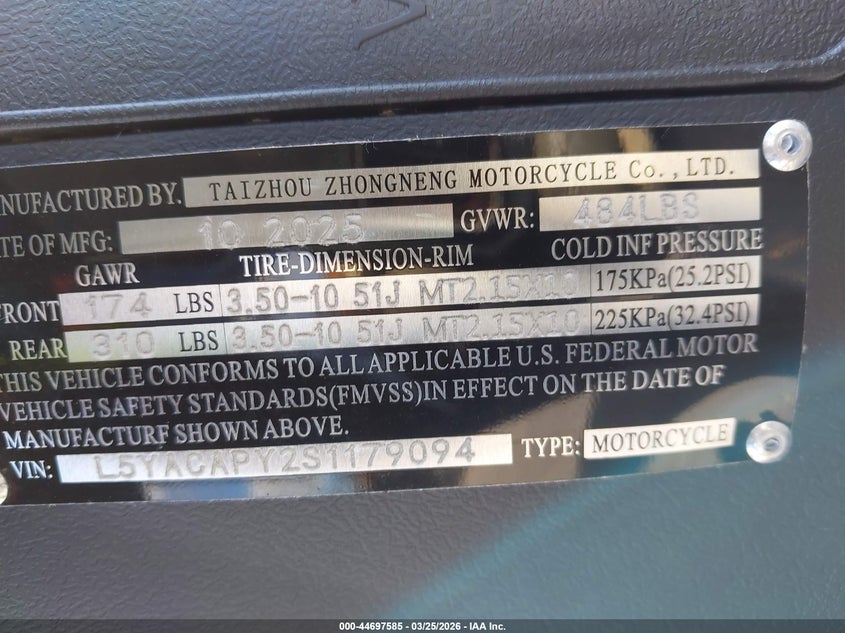 ANUFACTURED BY. TAIZHOU ZHONGNENG MOTORCYCLE Co., LTD.
TE OF MFG: 10 2025 GVWR: 484LBS
GAWR TIRE-DIMENSION-RIM COLD INF PRESSURE
FRONT 174 LBS 3.50-10 51J MT2.15X10 175KPa(25.2PSI)
REAR 310 LBS 3.50-10 51J MT2.15X10 225KPa(32.4PSI)
THIS VEHICLE CONFORMS TO ALL APPLICABLE U.S. FEDERAL MOTOR
VEHICLE SAFETY STANDARDS(FMVSS)IN EFFECT ON THE DATE OF
MANUFACTURF SHOWN ABOVE.
VIN: L5YACAPY2S1179094 TYPE: MOTORCYCLE
000-44697585 — 03/25/2026 — IAA Inc.